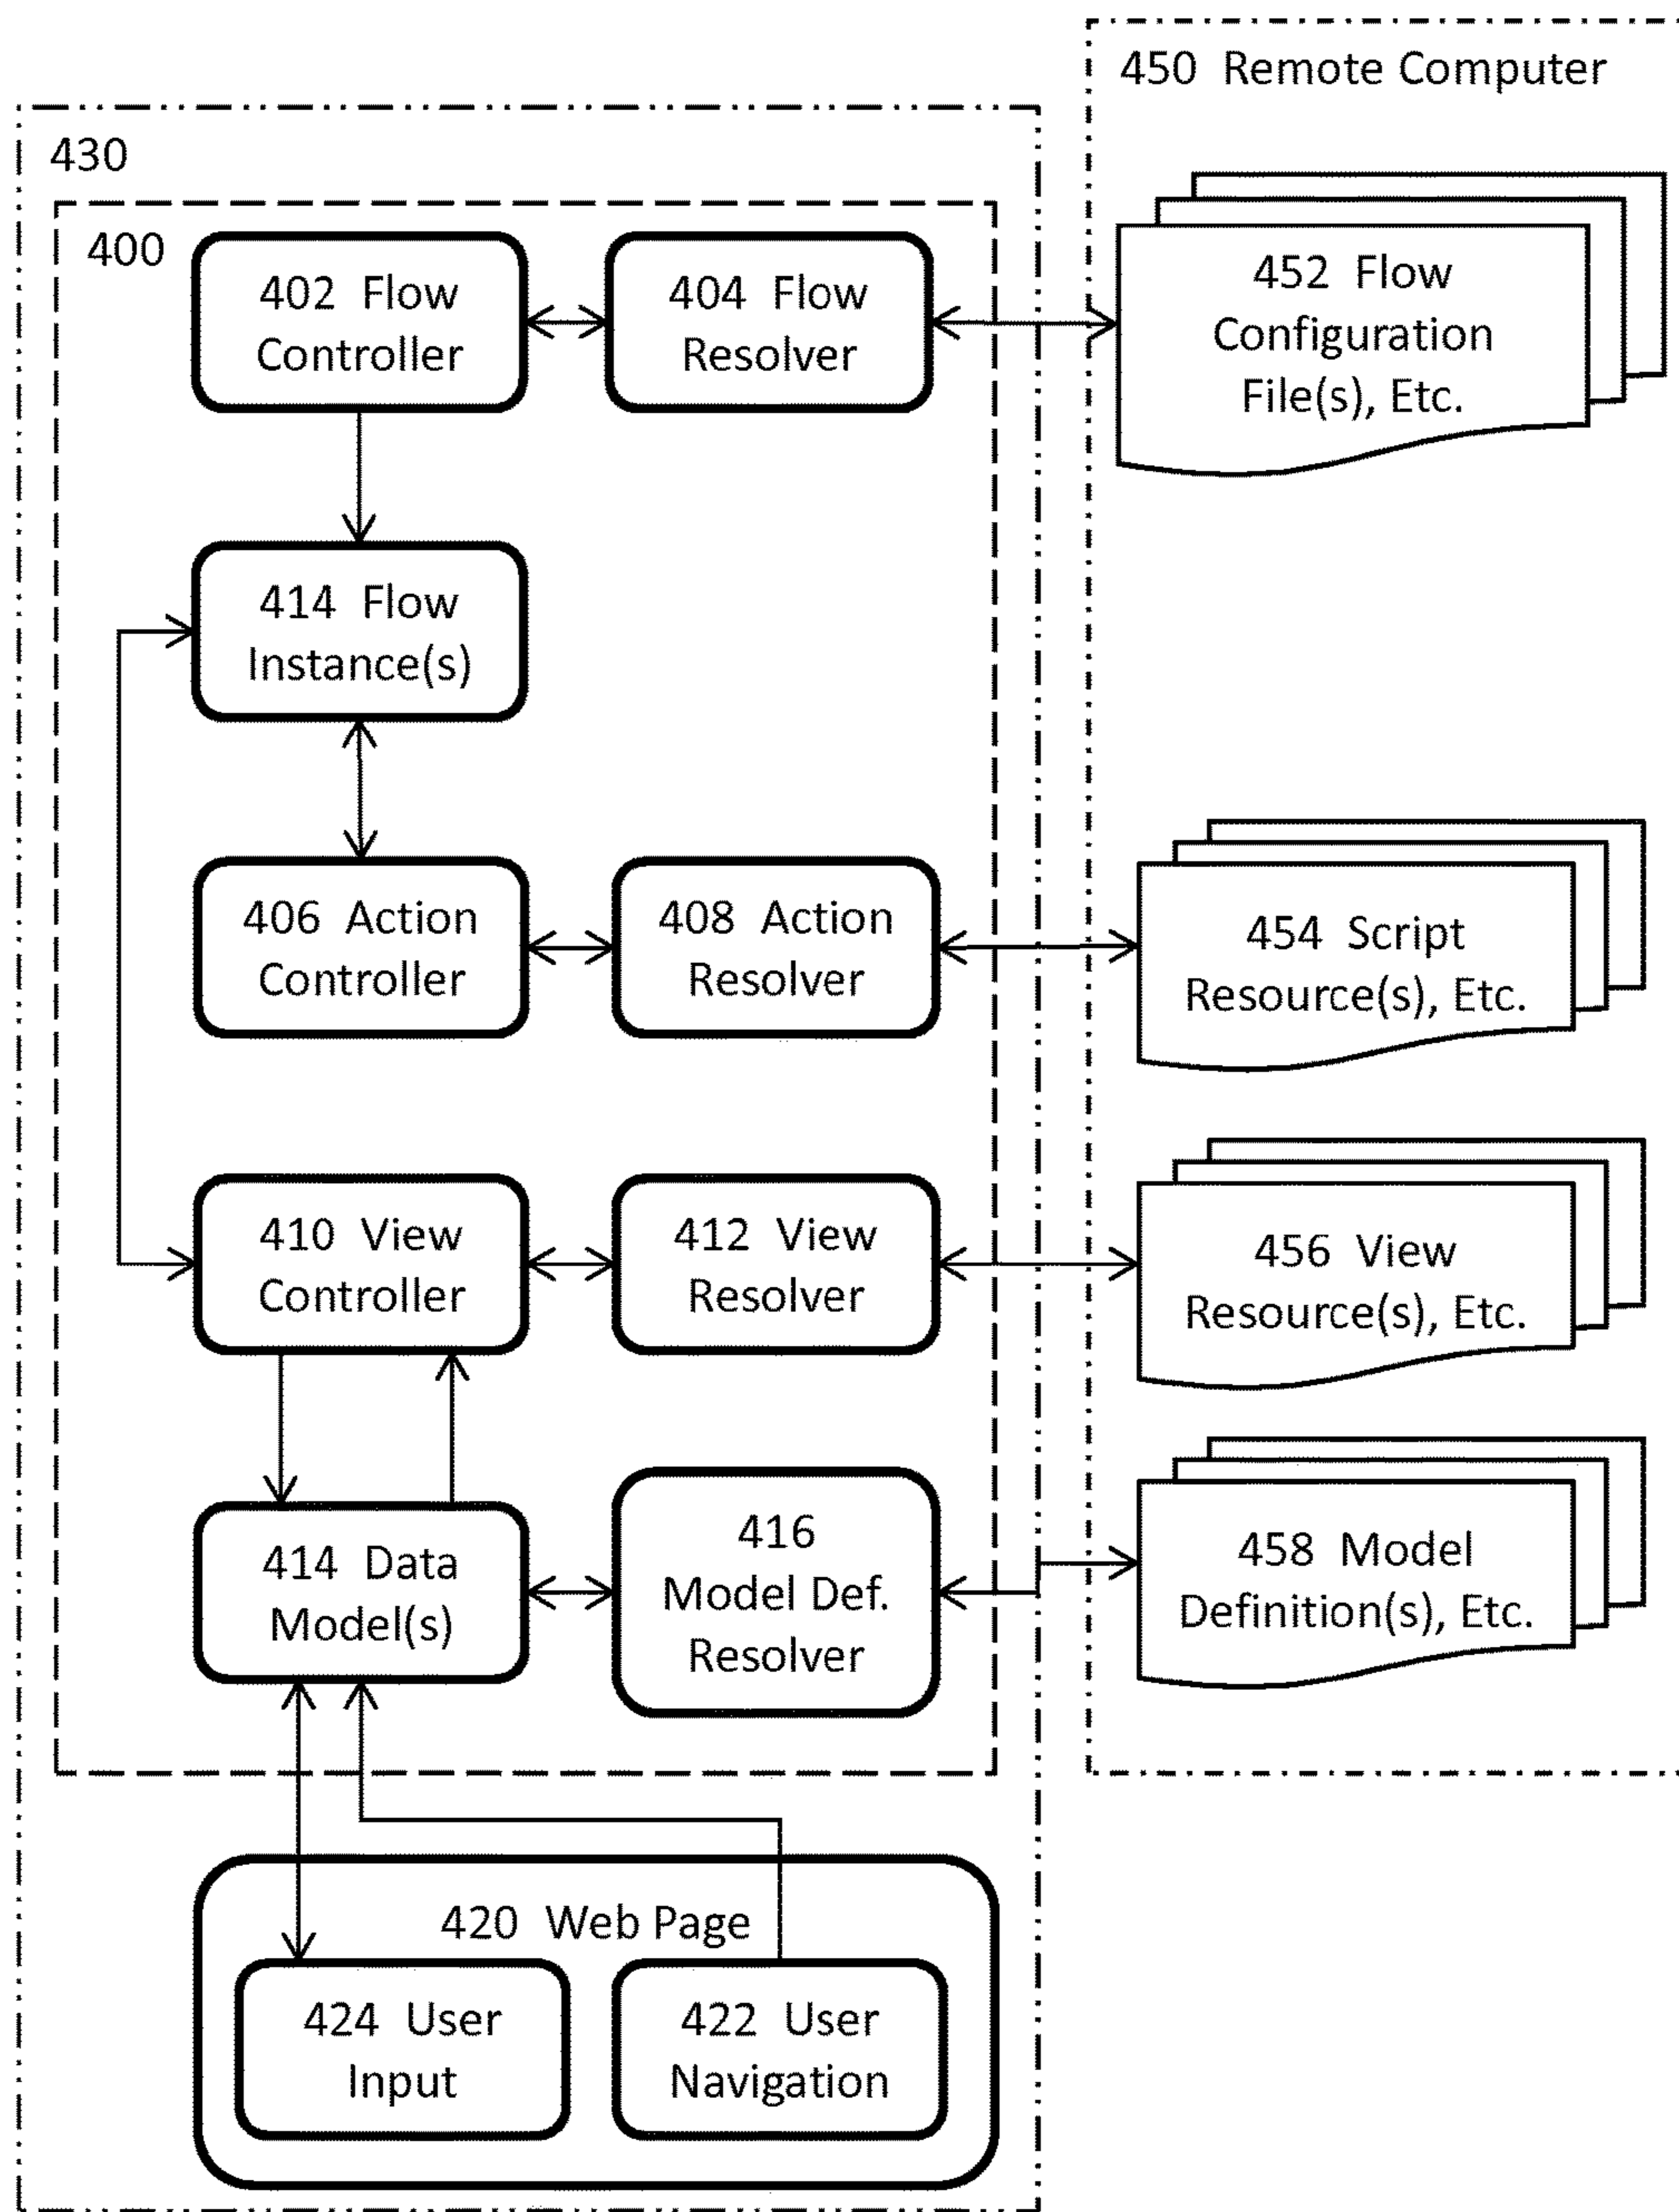 450 Remote Computer
430
400
402 Flow
Controller
404 Flow
Resolver
452 Flow
Configuration
File(s), Etc.
414 Flow
Instance(s)
406 Action
Controller
408 Action
Resolver
454 Script
Resource(s), Etc.
410 View
Controller
412 View
Resolver
456 View
Resource(s), Etc.
414 Data
Model(s)
416
Model Def.
Resolver
458 Model
Definition(s), Etc.
420 Web Page
424 User
Input
422 User
Navigation